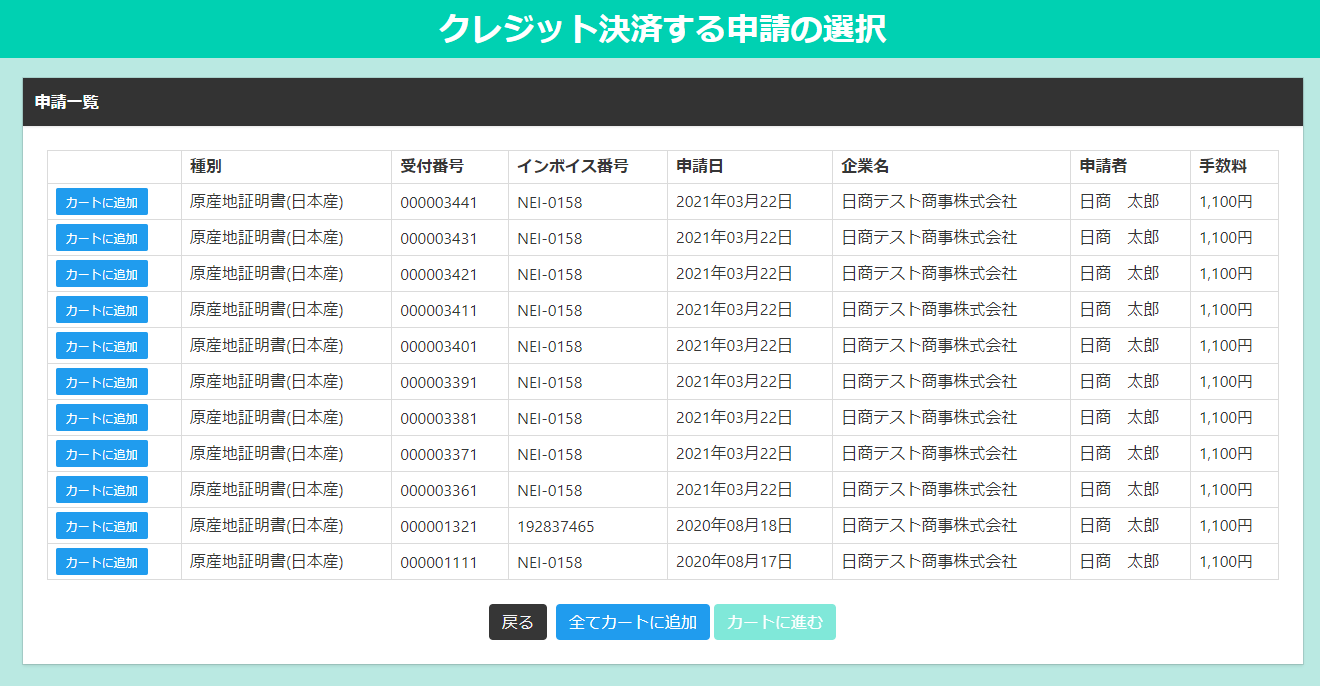 クレジット決済する申請の選択
申請一覧
種別 受付番号 インボイス番号 申請日 企業名 申請者 手数料
カートに追加 原産地証明書(日本産) 000003441 NEI-0158 2021年03月22日 日商テスト商事株式会社 日商　太郎 1,100円
カートに追加 原産地証明書(日本産) 000003431 NEI-0158 2021年03月22日 日商テスト商事株式会社 日商　太郎 1,100円
カートに追加 原産地証明書(日本産) 000003421 NEI-0158 2021年03月22日 日商テスト商事株式会社 日商　太郎 1,100円
カートに追加 原産地証明書(日本産) 000003411 NEI-0158 2021年03月22日 日商テスト商事株式会社 日商　太郎 1,100円
カートに追加 原産地証明書(日本産) 000003401 NEI-0158 2021年03月22日 日商テスト商事株式会社 日商　太郎 1,100円
カートに追加 原産地証明書(日本産) 000003391 NEI-0158 2021年03月22日 日商テスト商事株式会社 日商　太郎 1,100円
カートに追加 原産地証明書(日本産) 000003381 NEI-0158 2021年03月22日 日商テスト商事株式会社 日商　太郎 1,100円
カートに追加 原産地証明書(日本産) 000003371 NEI-0158 2021年03月22日 日商テスト商事株式会社 日商　太郎 1,100円
カートに追加 原産地証明書(日本産) 000003361 NEI-0158 2021年03月22日 日商テスト商事株式会社 日商　太郎 1,100円
カートに追加 原産地証明書(日本産) 000001321 192837465 2020年08月18日 日商テスト商事株式会社 日商　太郎 1,100円
カートに追加 原産地証明書(日本産) 000001111 NEI-0158 2020年08月17日 日商テスト商事株式会社 日商　太郎 1,100円
戻る 全てカートに追加 カートに進む